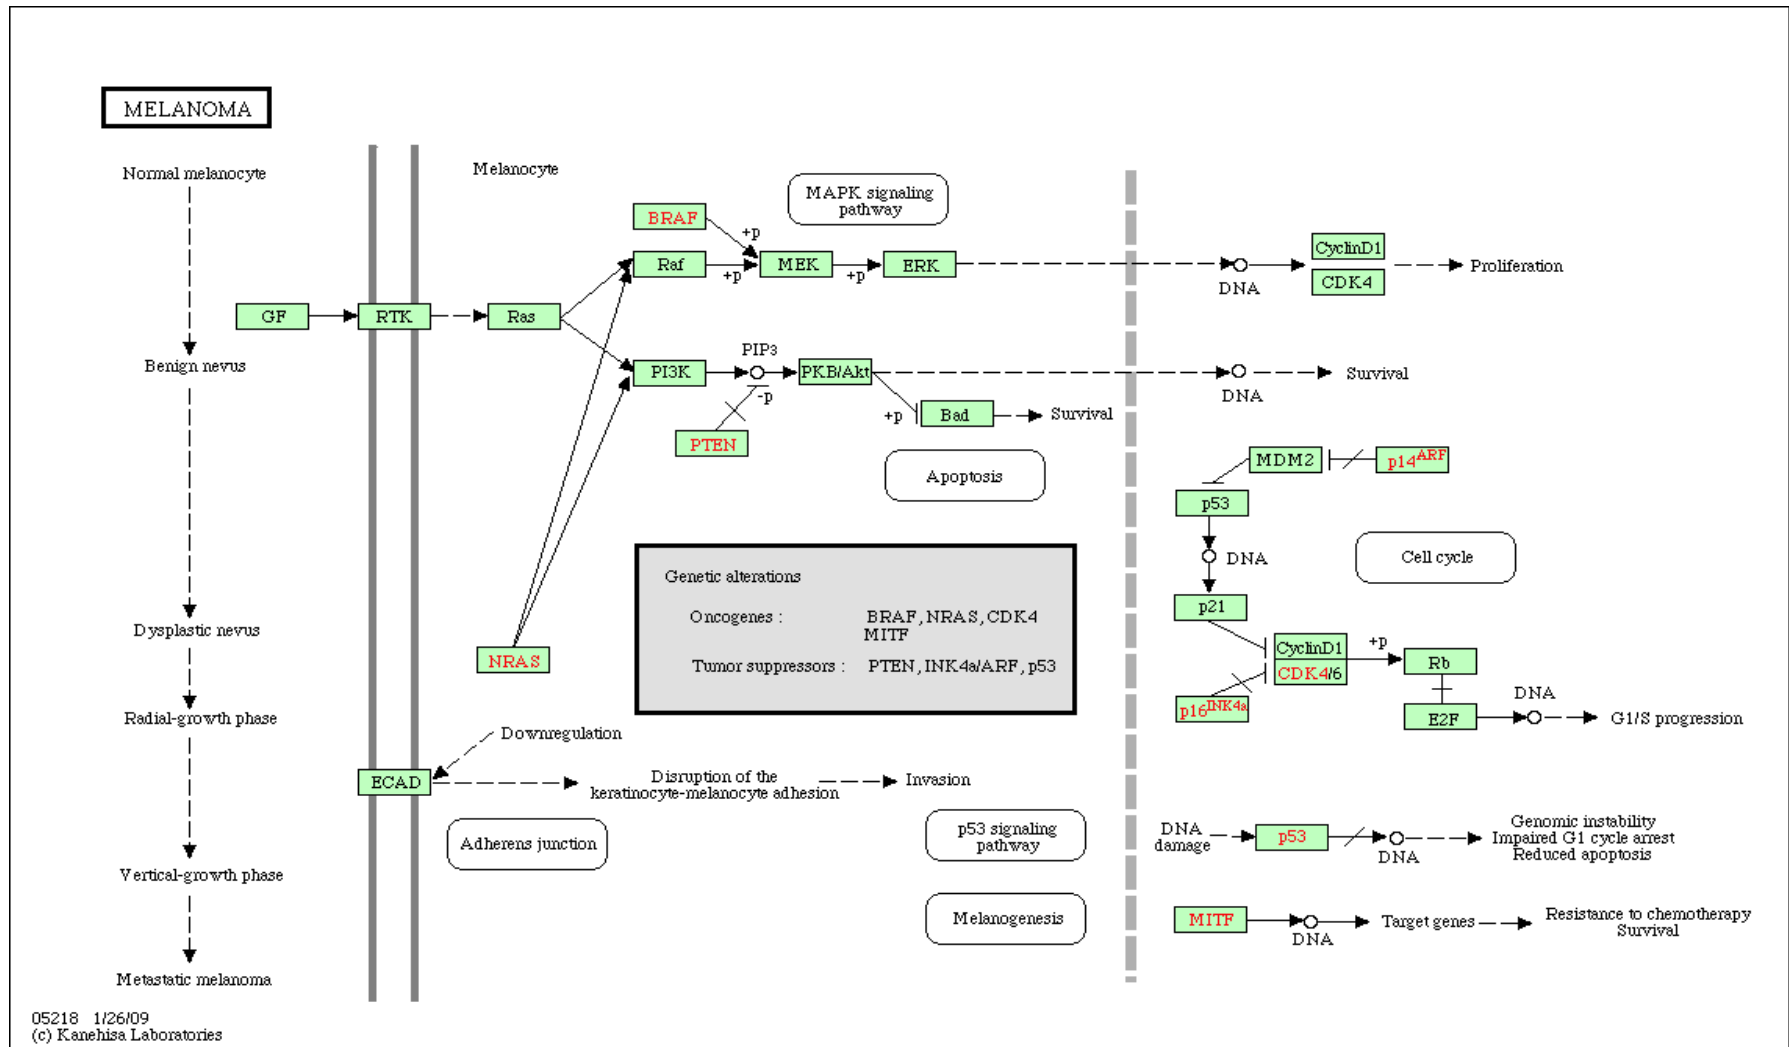 MELANOMA
Normal melanocyte
Benign nevus
Dysplastic nevus
Radial-growth phase
Vertical-growth phase
Metastatic melanoma
Melanocyte
MAPK signaling
pathway
BRAF
+p
Raf
+p
MEK
+p
ERK
DNA
CyclinD1
CDK4
Proliferation
GF
RTK
Ras
PI3K
PIP3
-p
PTEN
PKB/Akt
+p
Bad
Survival
DNA
Survival
Apoptosis
MDM2
p14ARF
p53
DNA
Cell cycle
p21
CyclinD1
CDK4/6
+p
Rb
p16INK4a
E2F
DNA
G1/S progression
NRAS
Genetic alterations
Oncogenes : BRAF, NRAS, CDK4
MITF
Tumor suppressors : PTEN, INK4a/ARF, p53
Downregulation
ECAD
Disruption of the
keratinocyte-melanocyte adhesion
Invasion
Adherens junction
p53 signaling
pathway
Melanogenesis
DNA
damage
p53
DNA
Genomic instability
Impaired G1 cycle arrest
Reduced apoptosis
MITF
DNA
Target genes
Resistance to chemotherapy
Survival
05218 1/26/09
(c) Kanehisa Laboratories